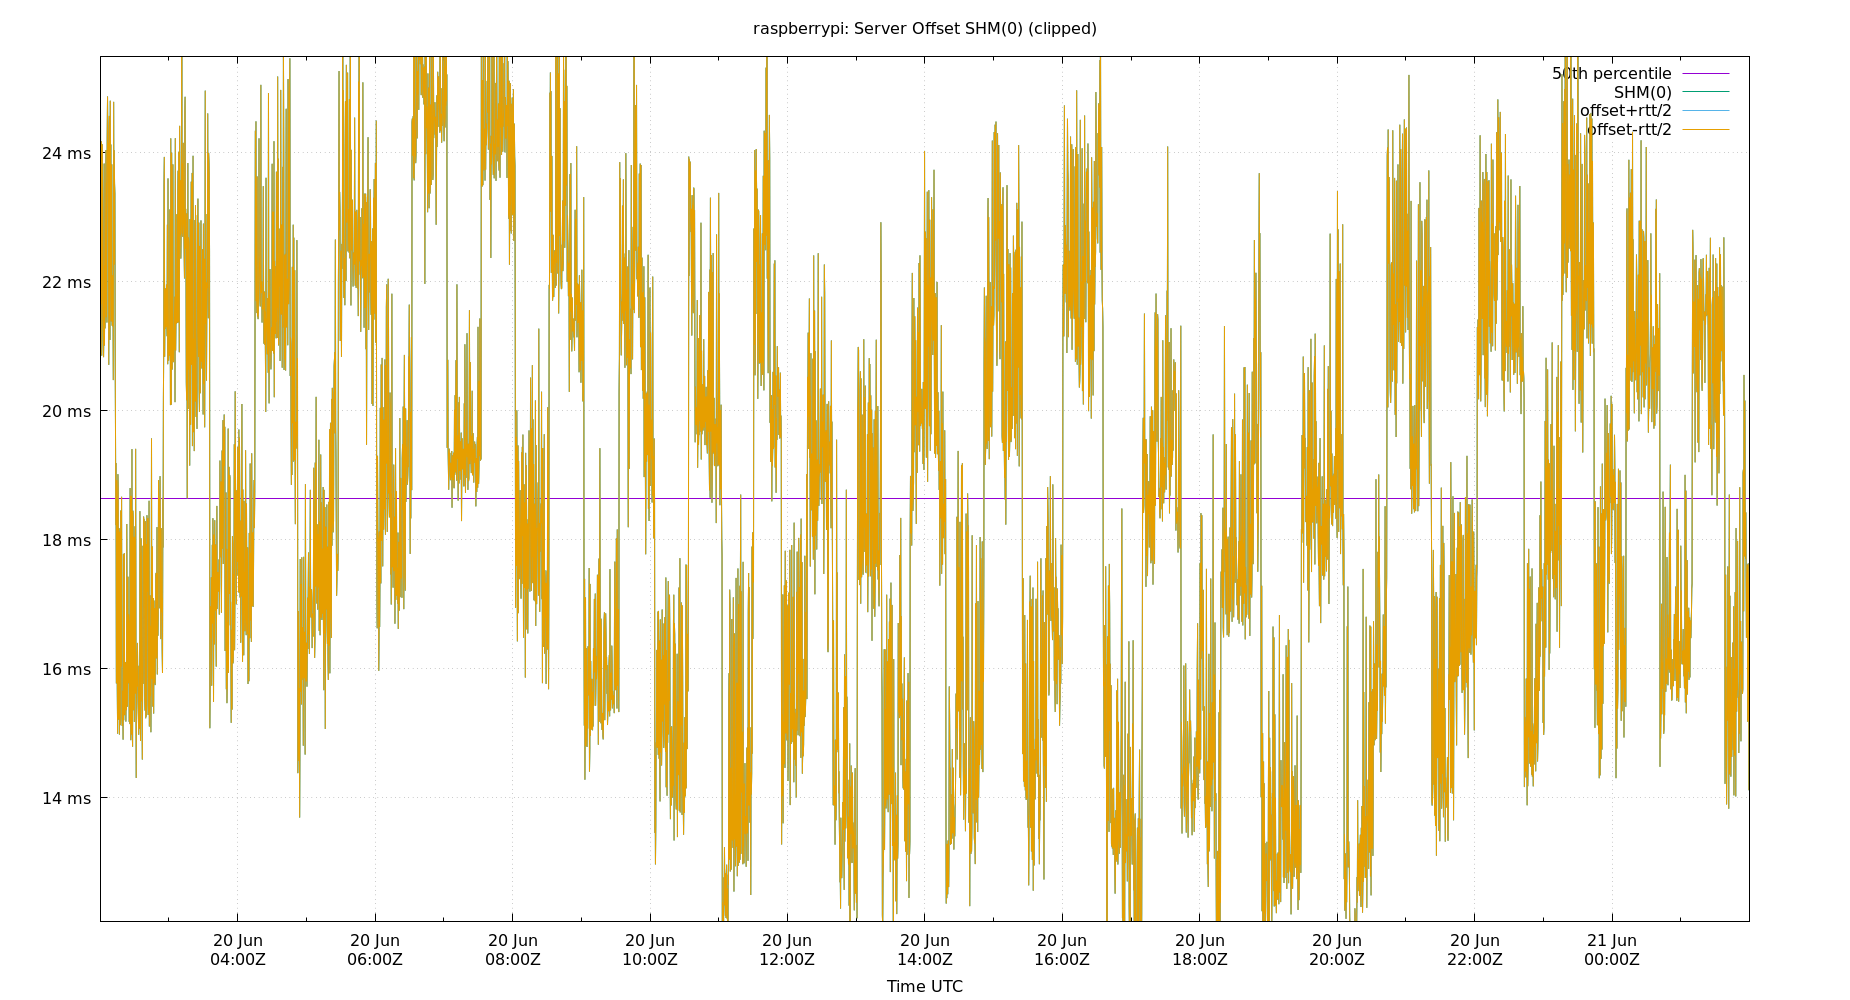 raspberrypi: Server Offset SHM(0) (clipped)
50th percentile
SHM(0)
offset+rtt/2
offset-rtt/2
24 ms
22 ms
20 ms
18 ms
16 ms
14 ms
20 Jun 20 Jun 20 Jun 20 Jun 20 Jun 20 Jun 20 Jun 20 Jun 20 Jun 20 Jun 21 Jun
04:00Z 06:00Z 08:00Z 10:00Z 12:00Z 14:00Z 16:00Z 18:00Z 20:00Z 22:00Z 00:00Z
Time UTC